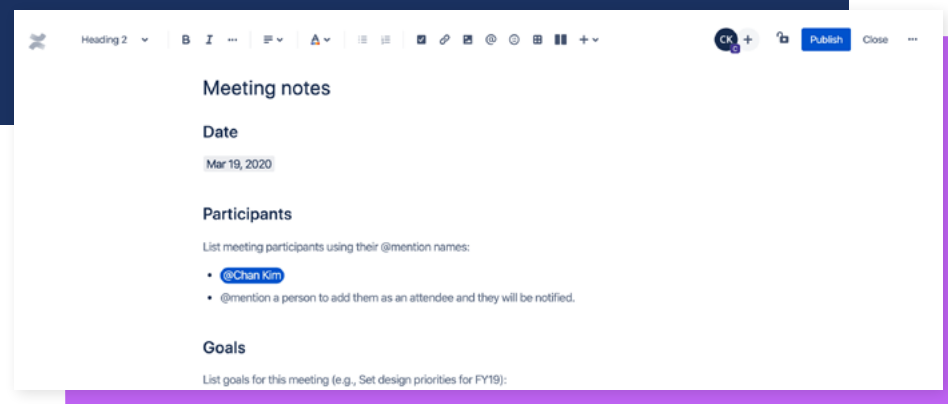 Heading 2 B I ... A @ + CK C + Publish Close ...
Meeting notes
Date
Mar 19, 2020
Participants
List meeting participants using their @mention names:
• @Chan Kim
• @mention a person to add them as an attendee and they will be notified.
Goals
List goals for this meeting (e.g., Set design priorities for FY19):